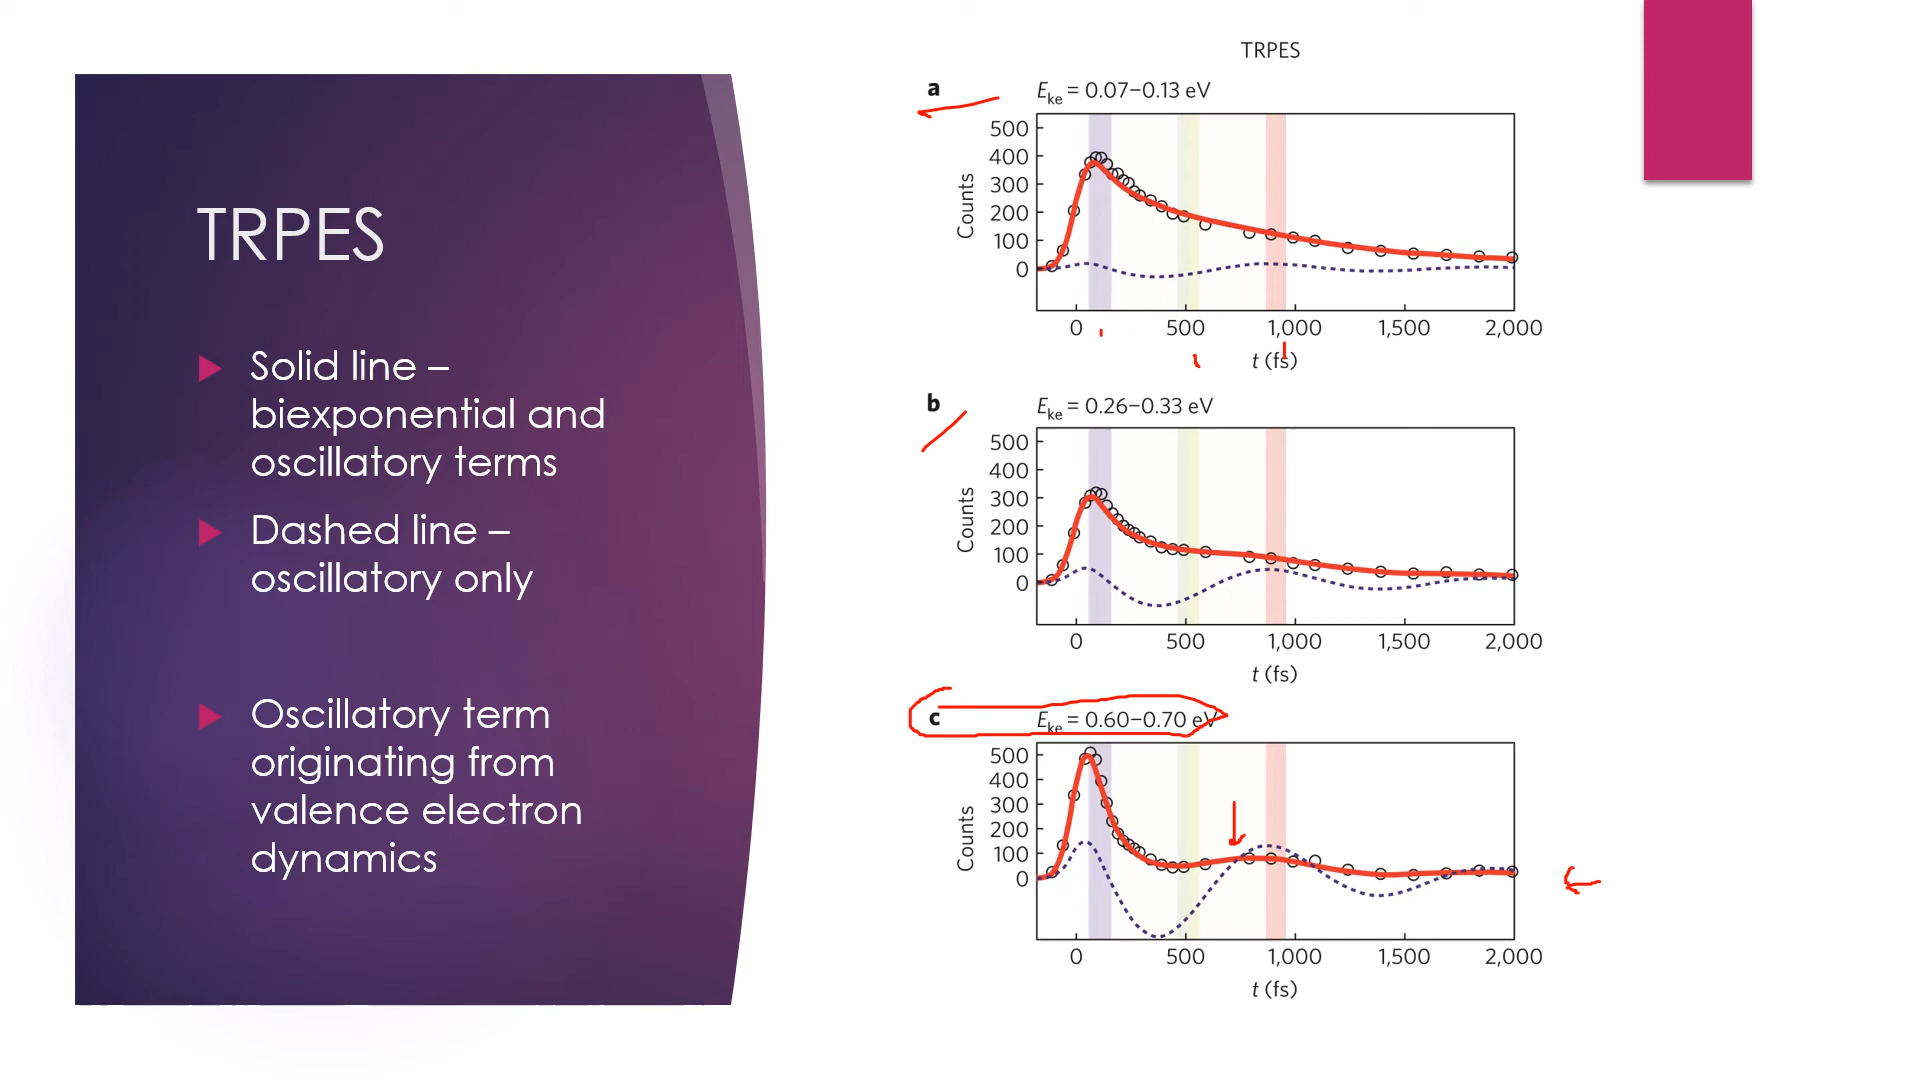 TRPES
Solid line –
biexponential and
oscillatory terms
Dashed line –
oscillatory only
Oscillatory term
originating from
valence electron
dynamics
TRPES
a
Eke = 0.07–0.13 eV
500
400
300
200
100
0
Counts
0 500 1,000 1,500 2,000
t (fs)
b
Eke = 0.26–0.33 eV
500
400
300
200
100
0
Counts
0 500 1,000 1,500 2,000
t (fs)
c
Eke = 0.60–0.70 eV
500
400
300
200
100
0
Counts
0 500 1,000 1,500 2,000
t (fs)